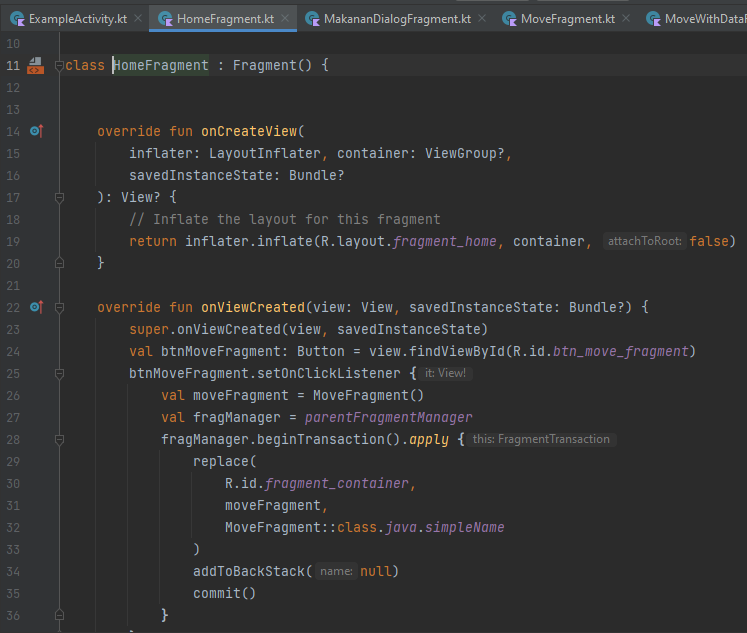 ExampleActivity.kt × HomeFragment.kt × MakananDialogFragment.kt × MoveFragment.kt × MoveWithDataF
10
11 class HomeFragment : Fragment() {
12
13
14 override fun onCreateView(
15 inflater: LayoutInflater, container: ViewGroup?,
16 savedInstanceState: Bundle?
17 ): View? {
18 // Inflate the layout for this fragment
19 return inflater.inflate(R.layout.fragment_home, container, attachToRoot: false)
20 }
21
22 override fun onViewCreated(view: View, savedInstanceState: Bundle?) {
23 super.onViewCreated(view, savedInstanceState)
24 val btnMoveFragment: Button = view.findViewById(R.id.btn_move_fragment)
25 btnMoveFragment.setOnClickListener { it: View!
26 val moveFragment = MoveFragment()
27 val fragManager = parentFragmentManager
28 fragManager.beginTransaction().apply { this: FragmentTransaction
29 replace(
30 R.id.fragment_container,
31 moveFragment,
32 MoveFragment::class.java.simpleName
33 )
34 addToBackStack( name: null)
35 commit()
36 }